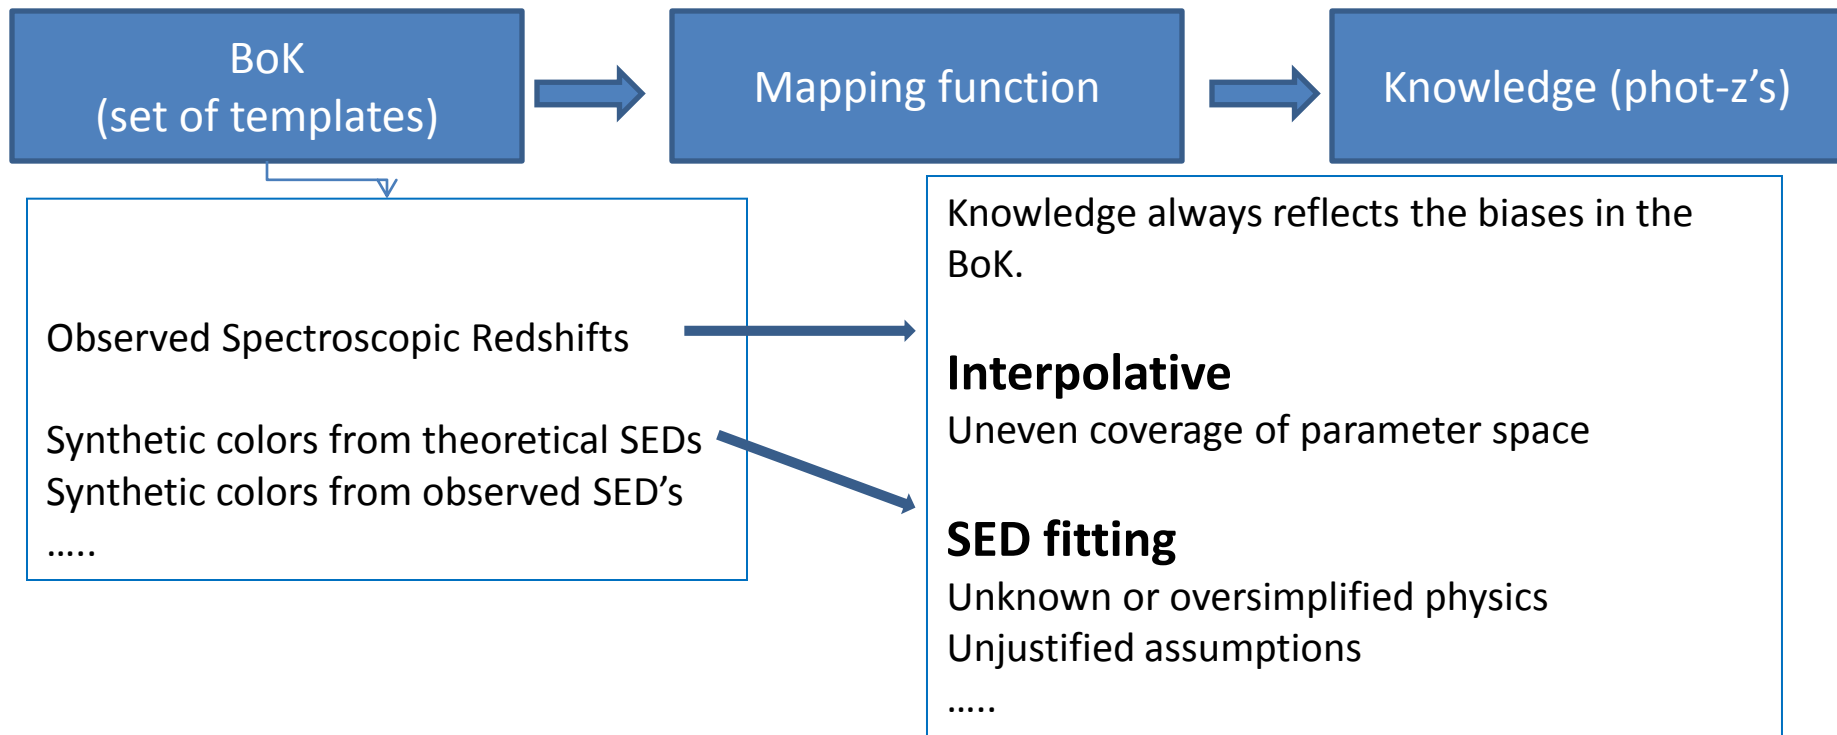 BoK
(set of templates)
Mapping function
Knowledge (phot-z’s)
Observed Spectroscopic Redshifts
Synthetic colors from theoretical SEDs
Synthetic colors from observed SED’s
…..
Knowledge always reflects the biases in the
BoK.
Interpolative
Uneven coverage of parameter space
SED fitting
Unknown or oversimplified physics
Unjustified assumptions
…..